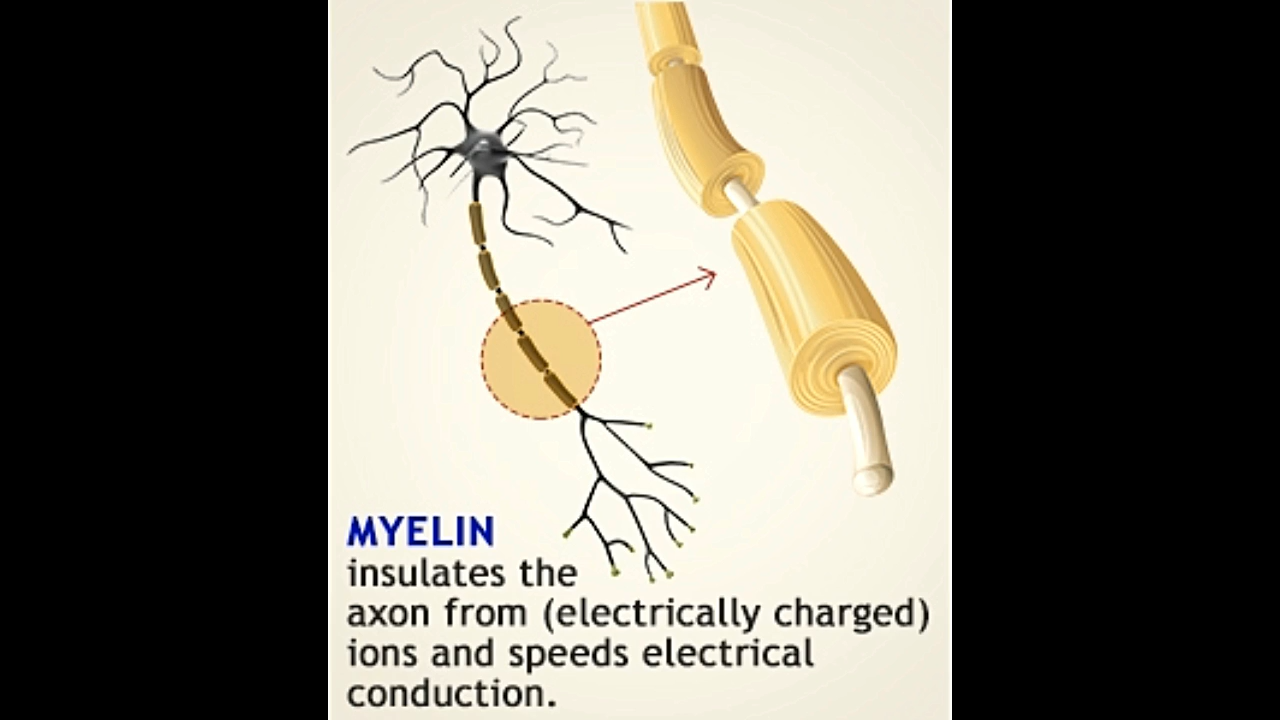 MYELIN
insulates the
axon from (electrically charged)
ions and speeds electrical
conduction.